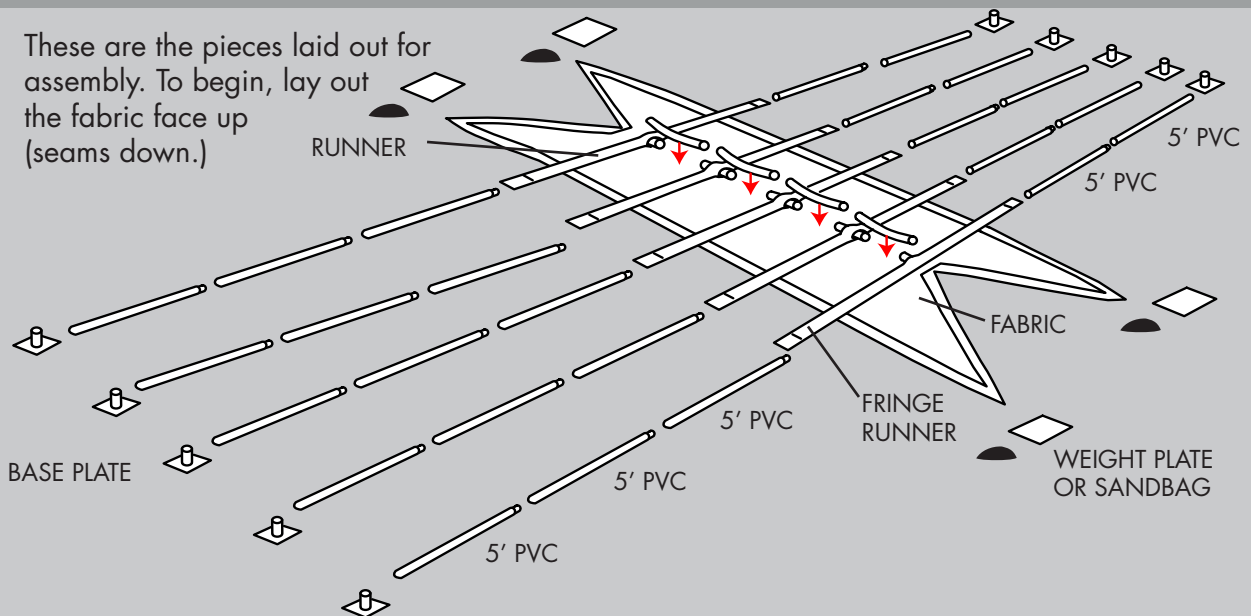 These are the pieces laid out for
assembly. To begin, lay out
the fabric face up
(seams down.)
RUNNER
5’ PVC
5’ PVC
FABRIC
FRINGE
RUNNER
5’ PVC
WEIGHT PLATE
OR SANDBAG
BASE PLATE
5’ PVC
5’ PVC